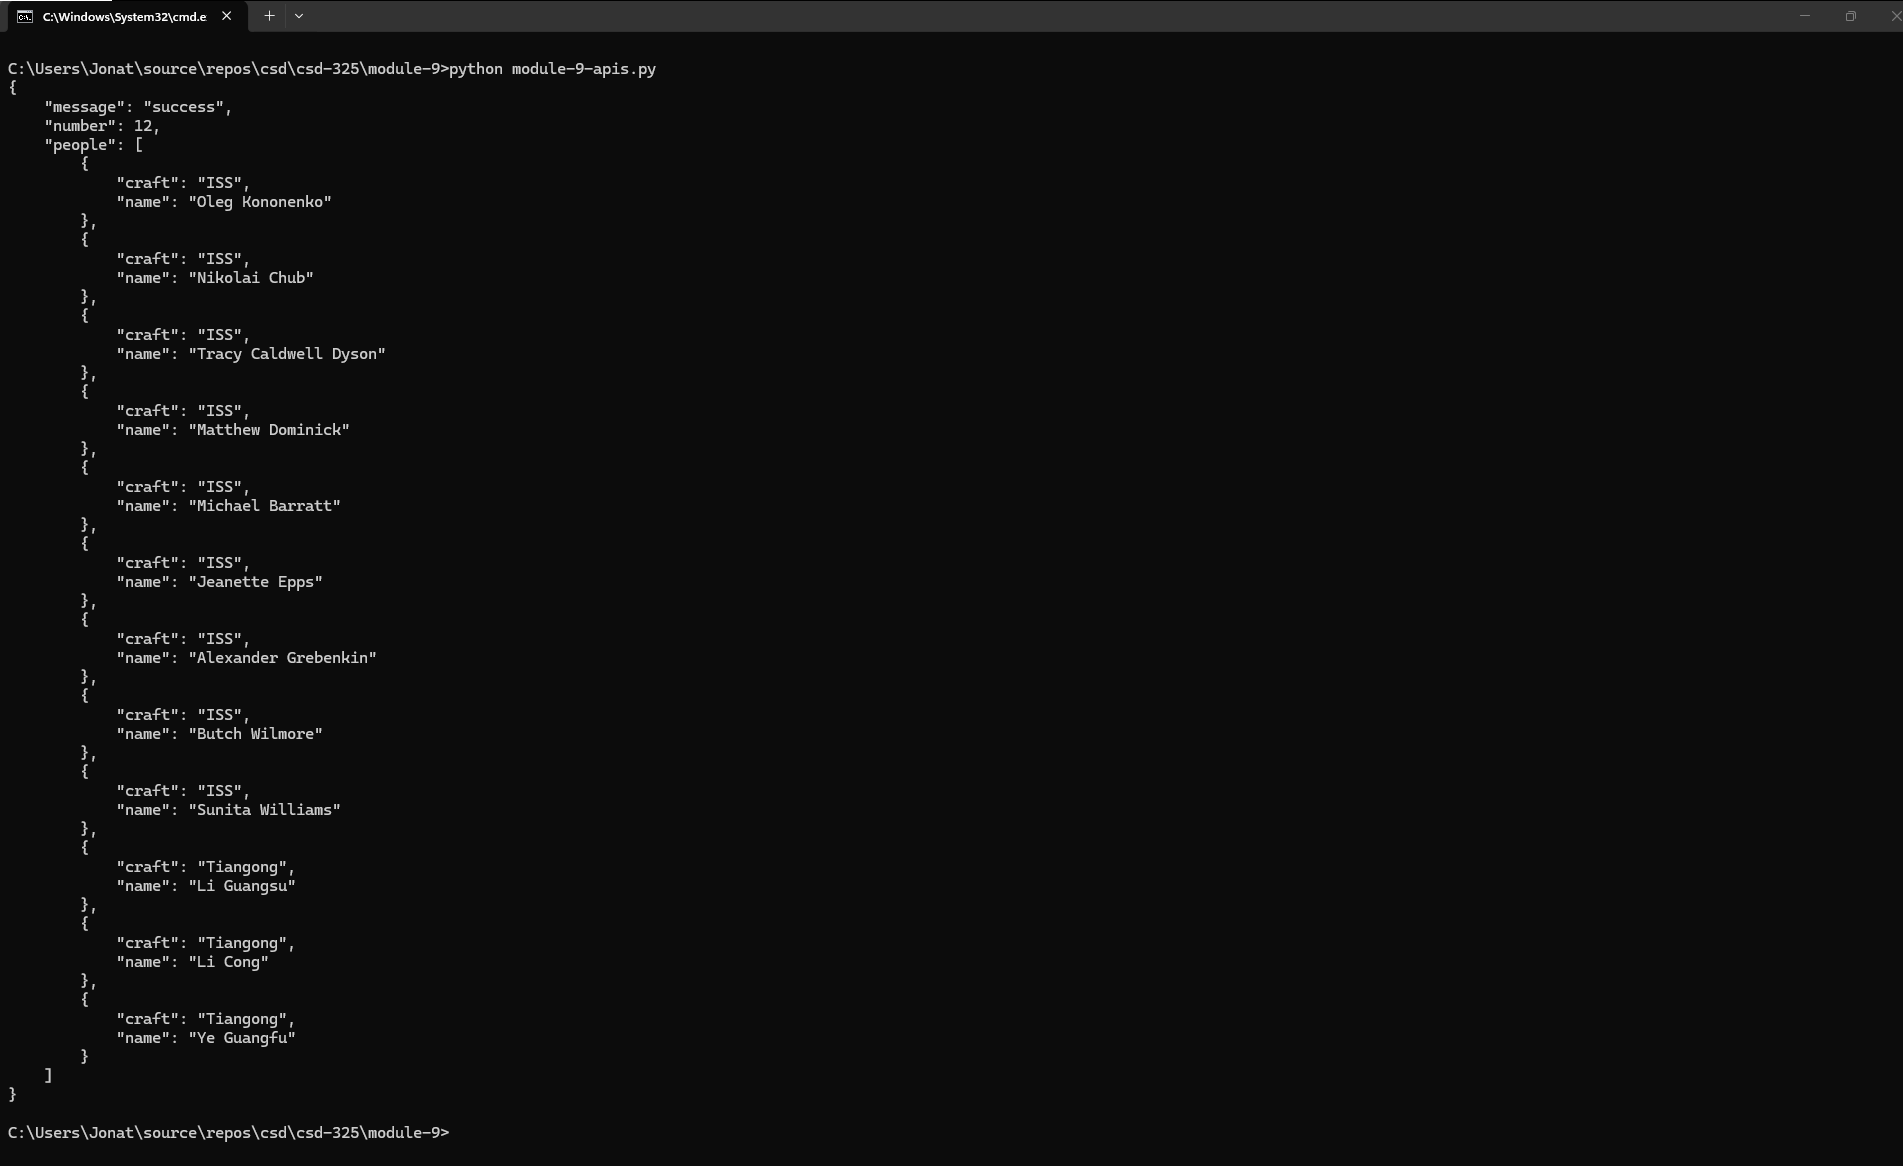 C:\Windows\System32\cmd.e
C:\Users\Jonat\source\repos\csd\csd-325\module-9>python module-9-apis.py
{
    "message": "success",
    "number": 12,
    "people": [
        {
            "craft": "ISS",
            "name": "Oleg Kononenko"
        },
        {
            "craft": "ISS",
            "name": "Nikolai Chub"
        },
        {
            "craft": "ISS",
            "name": "Tracy Caldwell Dyson"
        },
        {
            "craft": "ISS",
            "name": "Matthew Dominick"
        },
        {
            "craft": "ISS",
            "name": "Michael Barratt"
        },
        {
            "craft": "ISS",
            "name": "Jeanette Epps"
        },
        {
            "craft": "ISS",
            "name": "Alexander Grebenkin"
        },
        {
            "craft": "ISS",
            "name": "Butch Wilmore"
        },
        {
            "craft": "ISS",
            "name": "Sunita Williams"
        },
        {
            "craft": "Tiangong",
            "name": "Li Guangsu"
        },
        {
            "craft": "Tiangong",
            "name": "Li Cong"
        },
        {
            "craft": "Tiangong",
            "name": "Ye Guangfu"
        }
    ]
}
C:\Users\Jonat\source\repos\csd\csd-325\module-9>